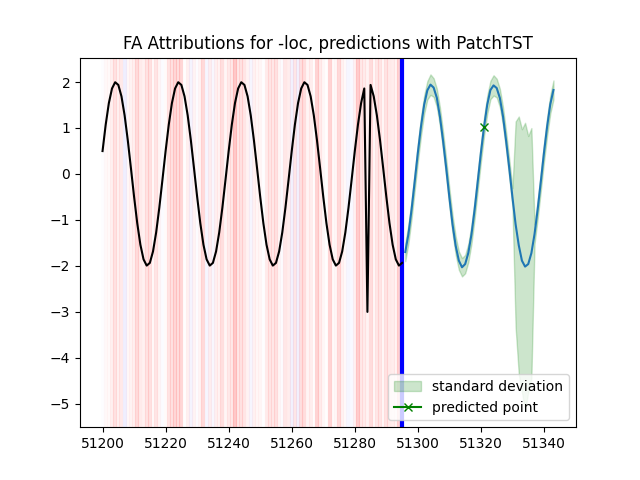 FA Attributions for -loc, predictions with PatchTST
2
1
0
−1
−2
−3
−4
−5
standard deviation
predicted point
51200 51220 51240 51260 51280 51300 51320 51340